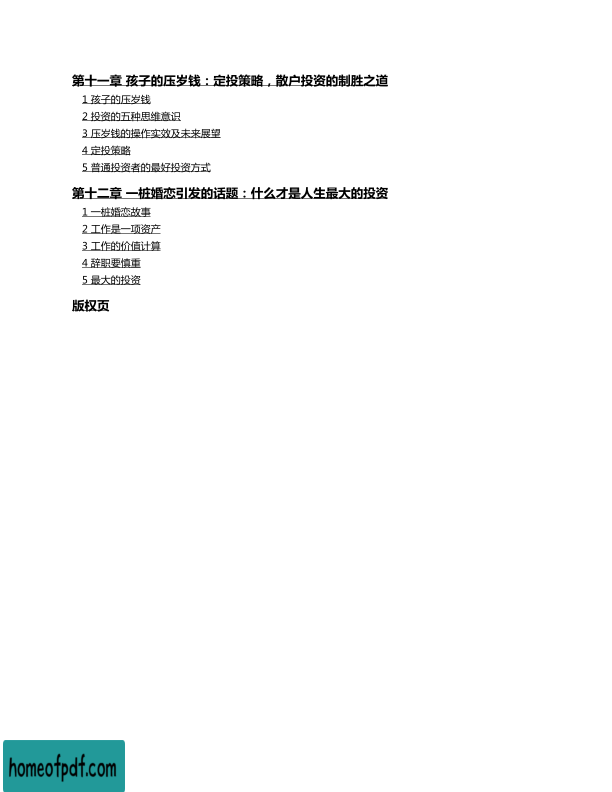 第十一章 孩子的压岁钱：定投策略，散户投资的制胜之道
1 孩子的压岁钱
2 投资的五种思维意识
3 压岁钱的操作实效及未来展望
4 定投策略
5 普通投资者的最好投资方式
第十二章 一桩婚恋引发的话题：什么才是人生最大的投资
1 一桩婚恋故事
2 工作是一项资产
3 工作的价值计算
4 辞职要慎重
5 最大的投资
版权页
homeofpdf.com